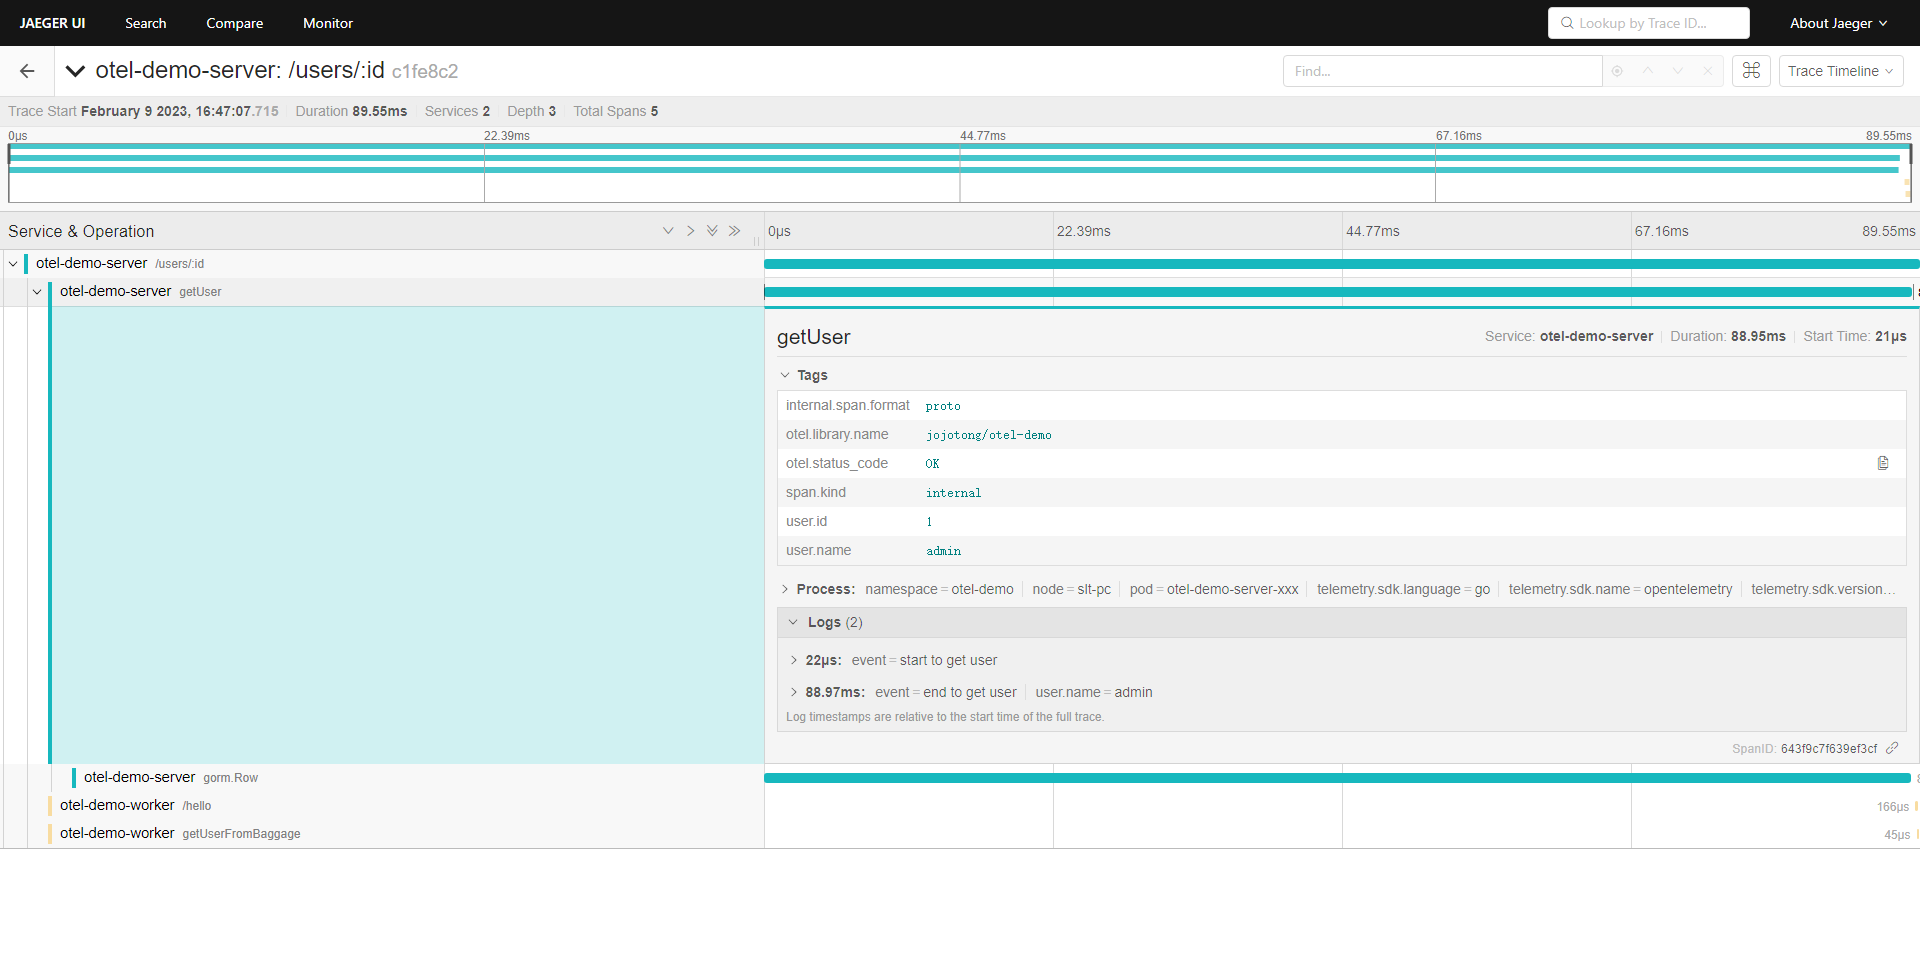 JAEGER UI Search Compare Monitor Lookup by Trace ID... About Jaeger
otel-demo-server: /users/:id c1fe8c2 Find... Trace Timeline
Trace Start February 9 2023, 16:47:07.715 Duration 89.55ms Services 2 Depth 3 Total Spans 5
0μs 22.39ms 44.77ms 67.16ms 89.55ms
Service & Operation 0μs 22.39ms 44.77ms 67.16ms 89.55ms
otel-demo-server /users/:id
otel-demo-server getUser
getUser Service: otel-demo-server Duration: 88.95ms Start Time: 21μs
Tags
internal.span.format proto
otel.library.name jojotong/otel-demo
otel.status_code OK
span.kind internal
user.id 1
user.name admin
Process: namespace = otel-demo node = slt-pc pod = otel-demo-server-xxx telemetry.sdk.language = go telemetry.sdk.name = opentelemetry telemetry.sdk.version...
Logs (2)
22μs: event = start to get user
88.97ms: event = end to get user user.name = admin
Log timestamps are relative to the start time of the full trace.
SpanID: 643f9c7f639ef3cf
otel-demo-server gorm.Row
otel-demo-worker /hello 166μs
otel-demo-worker getUserFromBaggage 45μs